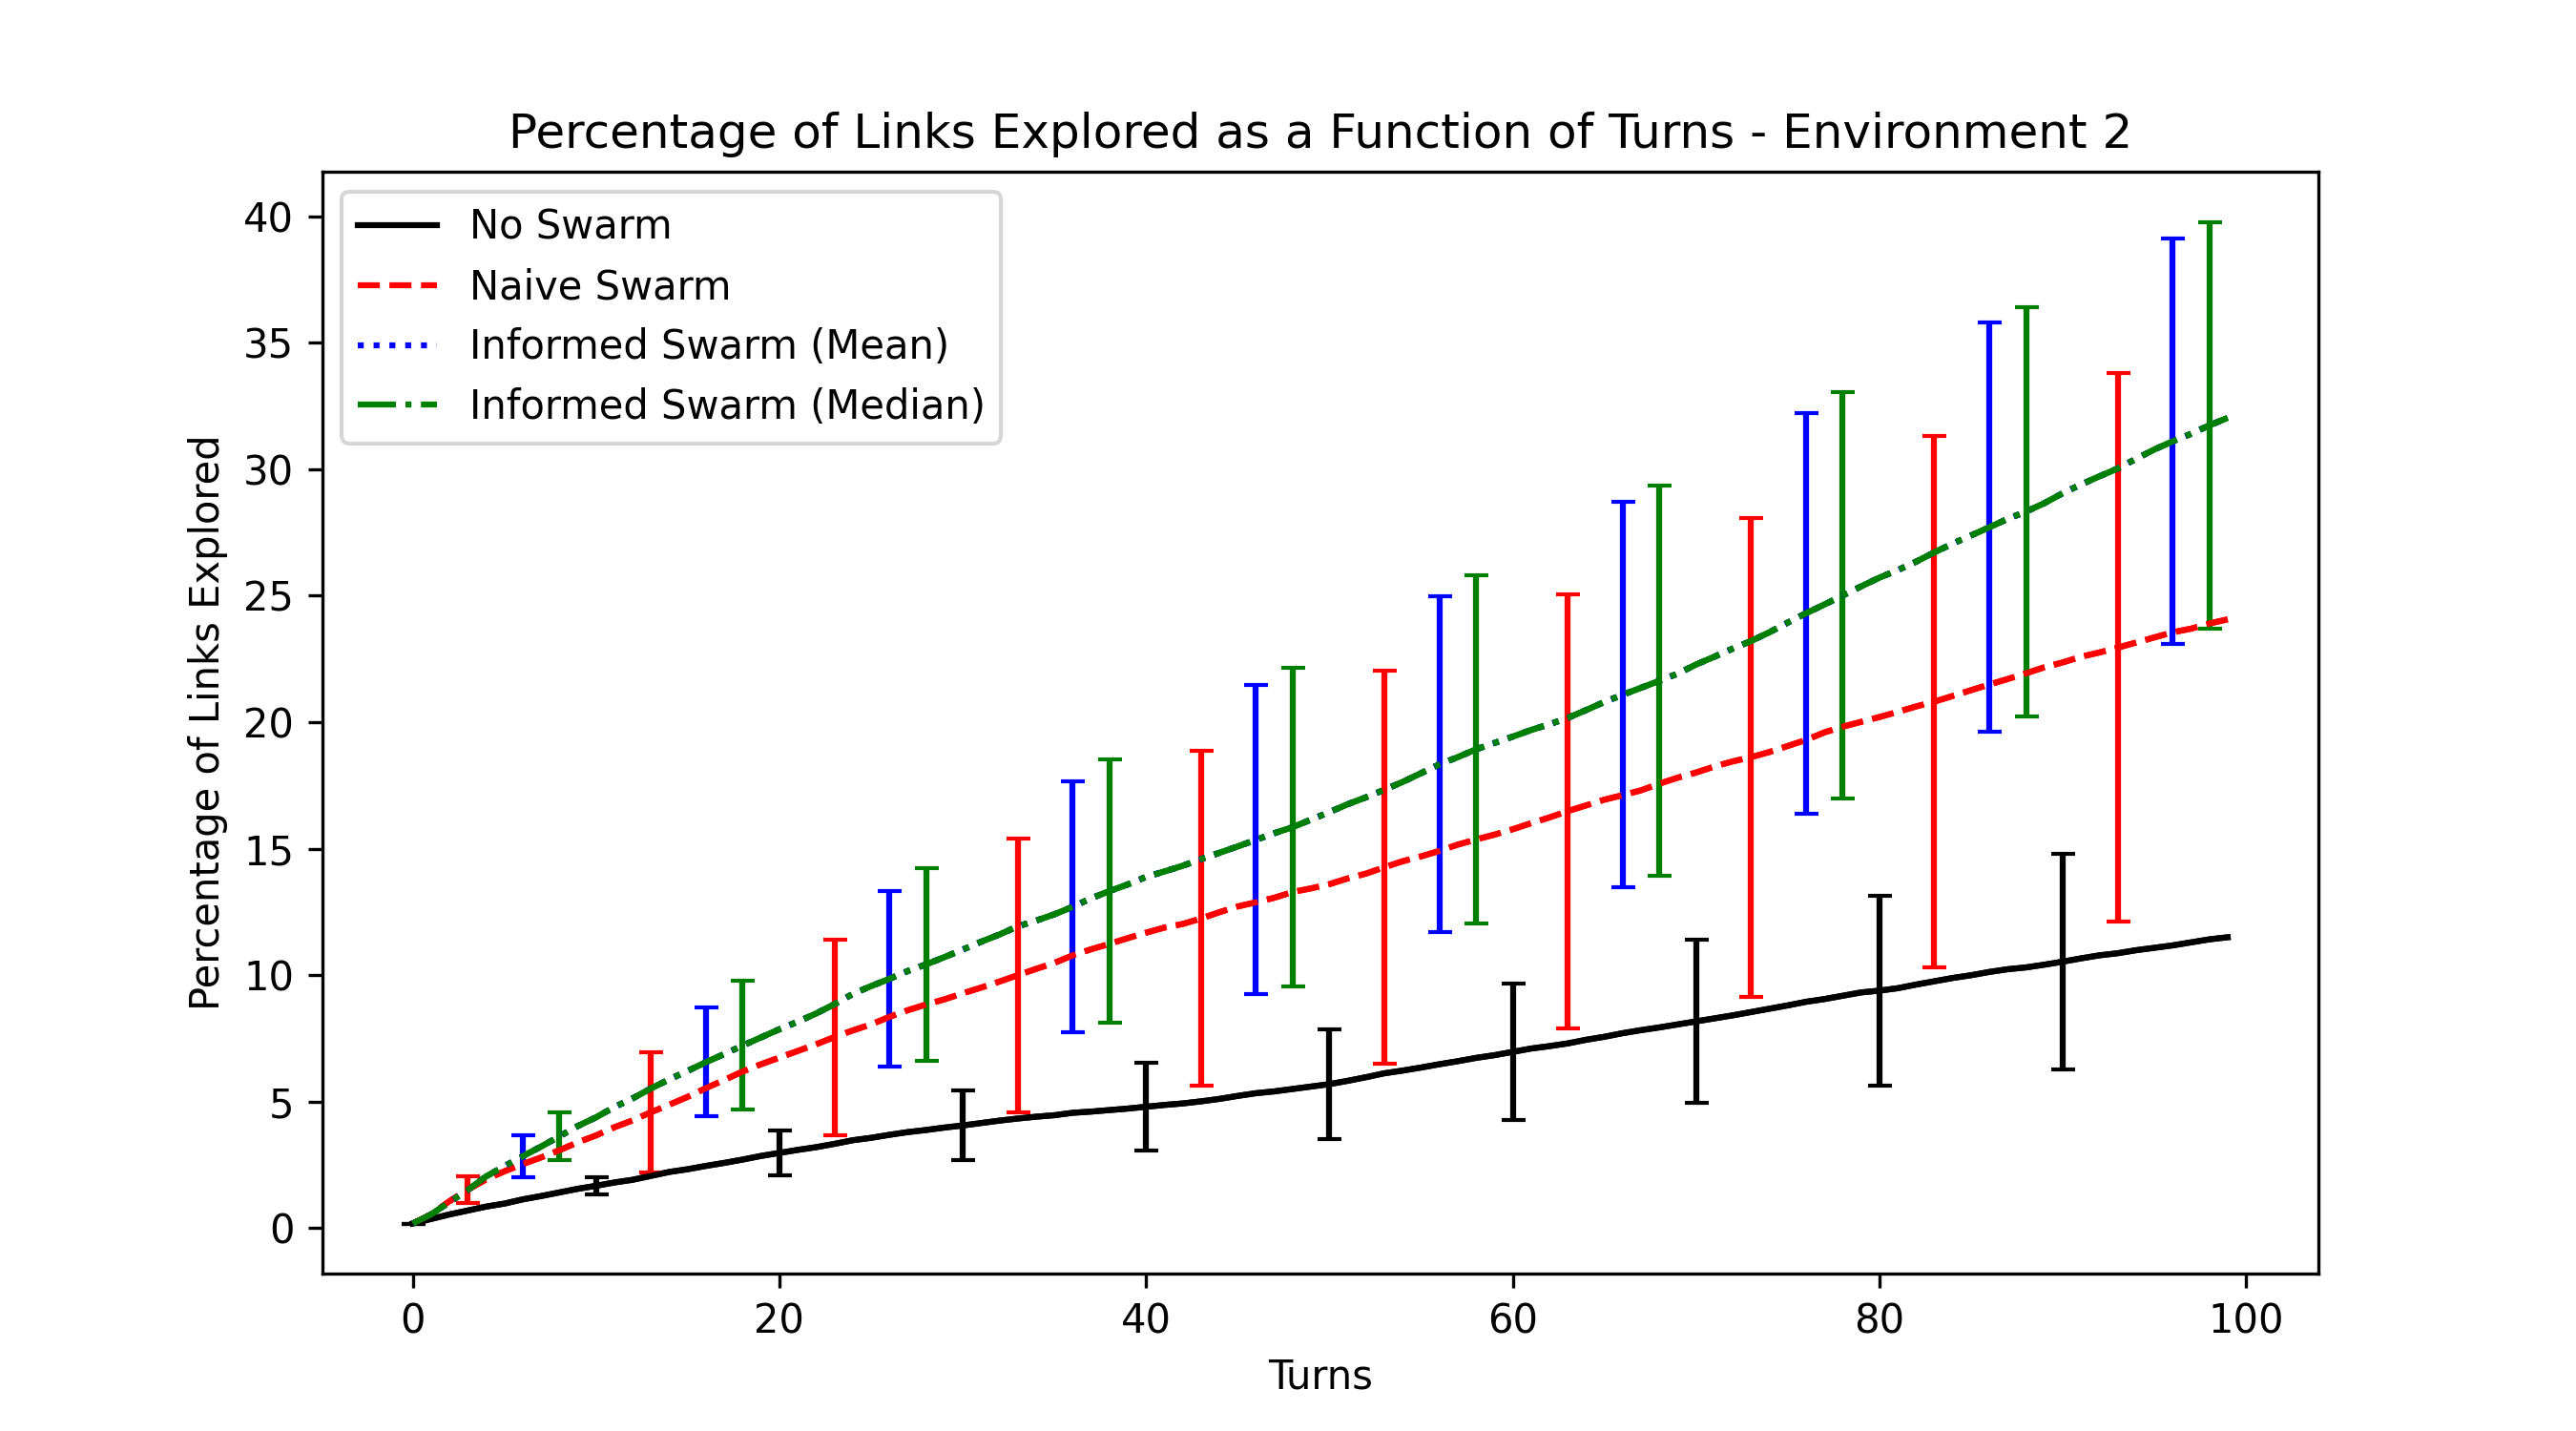 Percentage of Links Explored as a Function of Turns - Environment 2
No Swarm
Naive Swarm
Informed Swarm (Mean)
Informed Swarm (Median)
Percentage of Links Explored
40
35
30
25
20
15
10
5
0
0 20 40 60 80 100
Turns